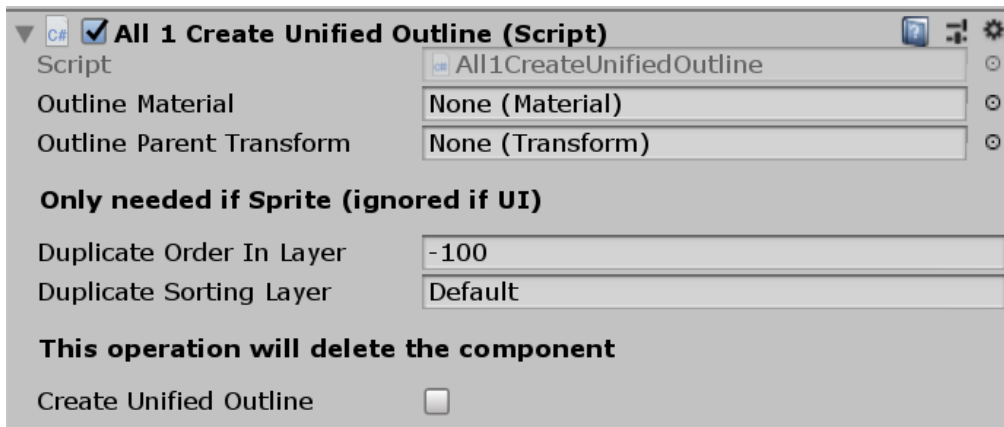 All 1 Create Unified Outline (Script)
Script All1CreateUnifiedOutline
Outline Material None (Material)
Outline Parent Transform None (Transform)
Only needed if Sprite (ignored if UI)
Duplicate Order In Layer -100
Duplicate Sorting Layer Default
This operation will delete the component
Create Unified Outline